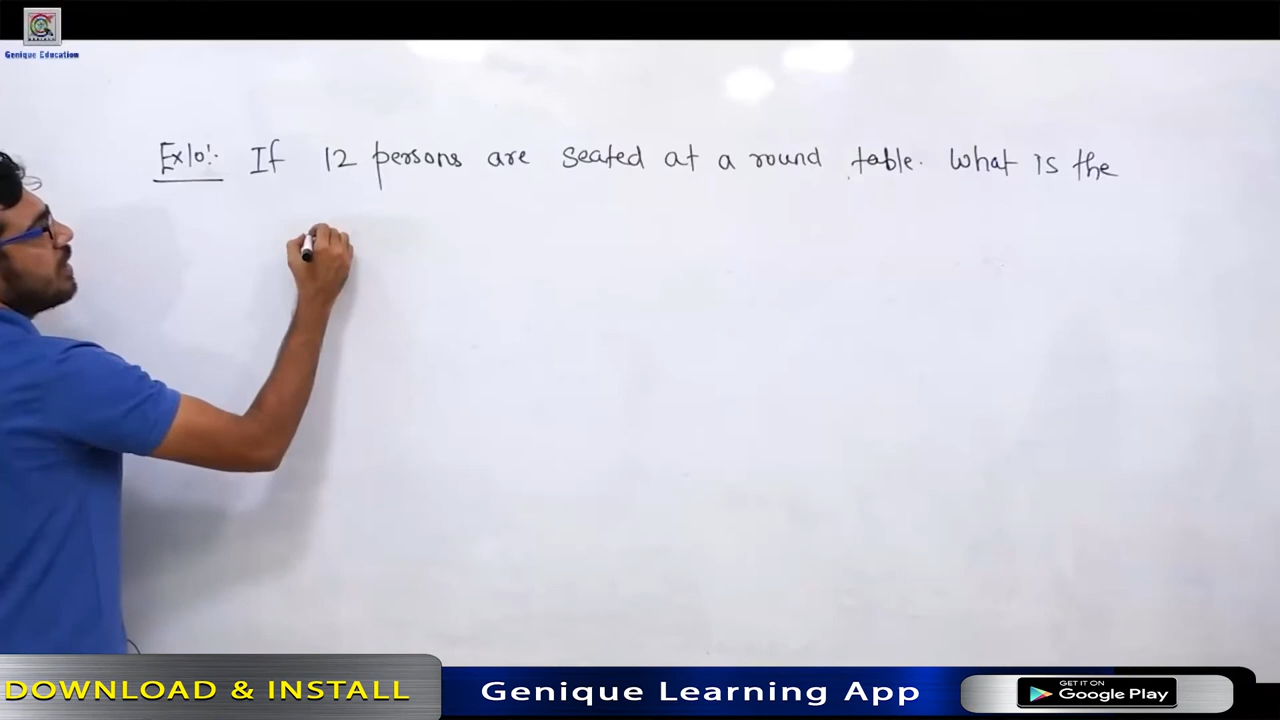 Genique Education
Ex10:- If 12 persons are seated at a round table. What is the
DOWNLOAD & INSTALL
Genique Learning App
GET IT ON
Google Play